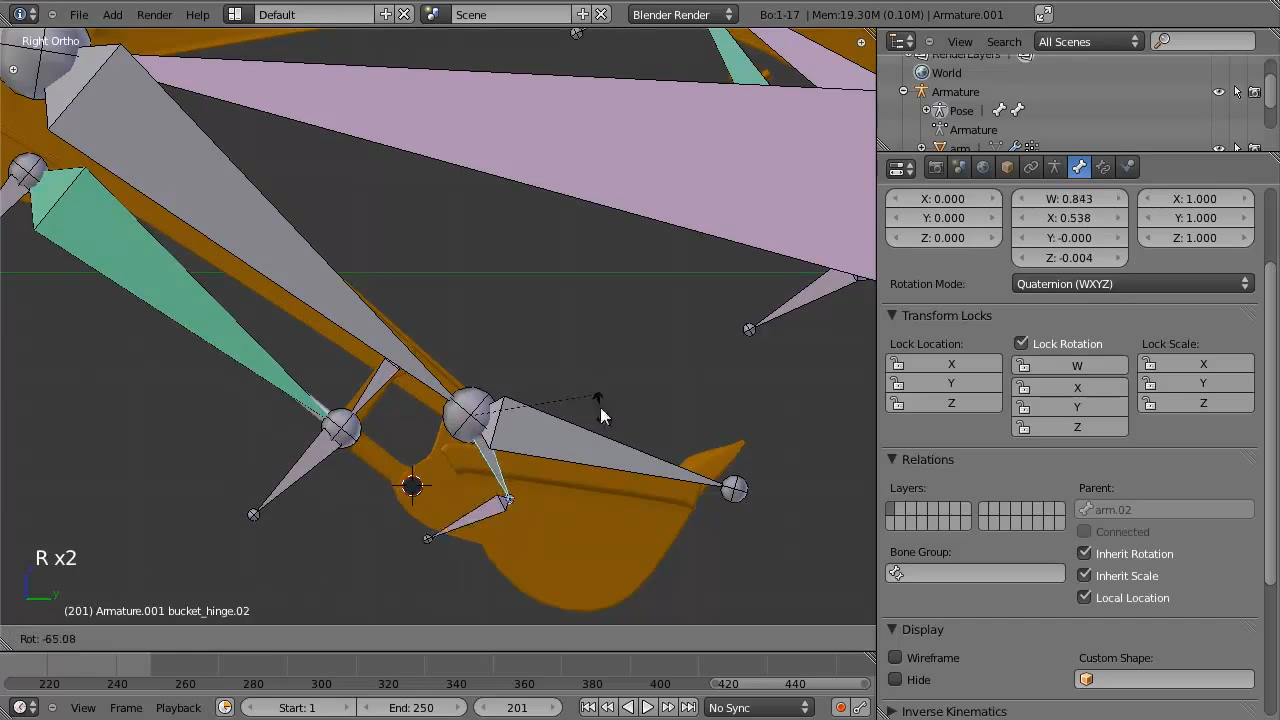 File Add Render Help Default Scene Blender Render Bo:1-17 | Mem:19.30M (0.10M) | Armature.001
Right Ortho
View Search All Scenes
RenderLayers
World
Armature
Pose
Armature
arm
X: 0.000 W: 0.843 X: 1.000
Y: 0.000 X: 0.538 Y: 1.000
Z: 0.000 Y: -0.000 Z: 1.000
Z: -0.004
Rotation Mode: Quaternion (WXYZ)
Transform Locks
Lock Location: Lock Rotation Lock Scale:
X W X
Y X Y
Z Y Z
Z
Relations
Layers: Parent:
arm.02
Connected
Bone Group: Inherit Rotation
Inherit Scale
Local Location
Display
Wireframe Custom Shape:
Hide
Inverse Kinematics
R x2
y
(201) Armature.001 bucket_hinge.02
Rot: -65.08
220 240 260 280 300 320 340 360 380 400 420 440
View Frame Playback Start: 1 End: 250 201 No Sync